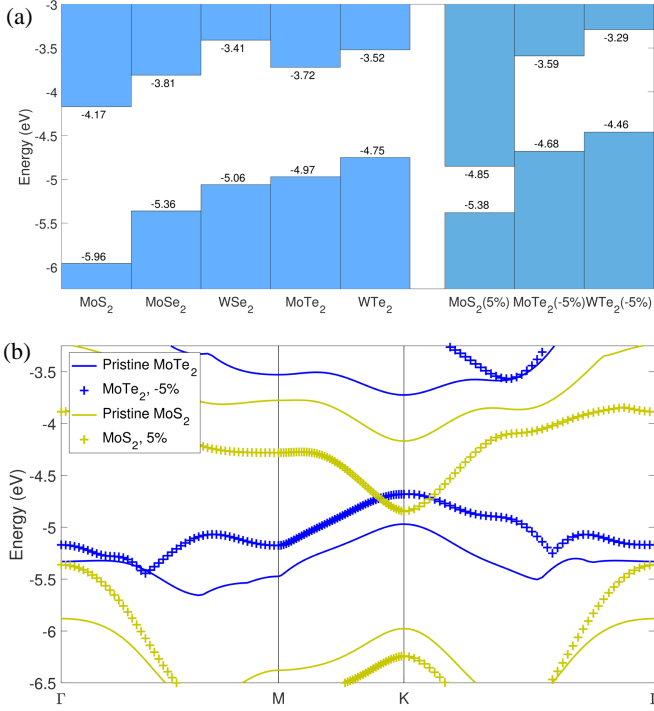 (a)
Energy (eV)
-3
-3.5
-4
-4.5
-5
-5.5
-6
-4.17
-3.81
-3.41
-3.72
-3.52
-4.85
-3.59
-3.29
-5.96
-5.36
-5.06
-4.97
-4.75
-5.38
-4.68
-4.46
MoS₂
MoSe₂
WSe₂
MoTe₂
WTe₂
MoS₂(5%)
MoTe₂(-5%)
WTe₂(-5%)
(b)
Energy (eV)
-3.5
-4
-4.5
-5
-5.5
-6
-6.5
Pristine MoTe₂
MoTe₂, -5%
Pristine MoS₂
MoS₂, 5%
Γ
M
K